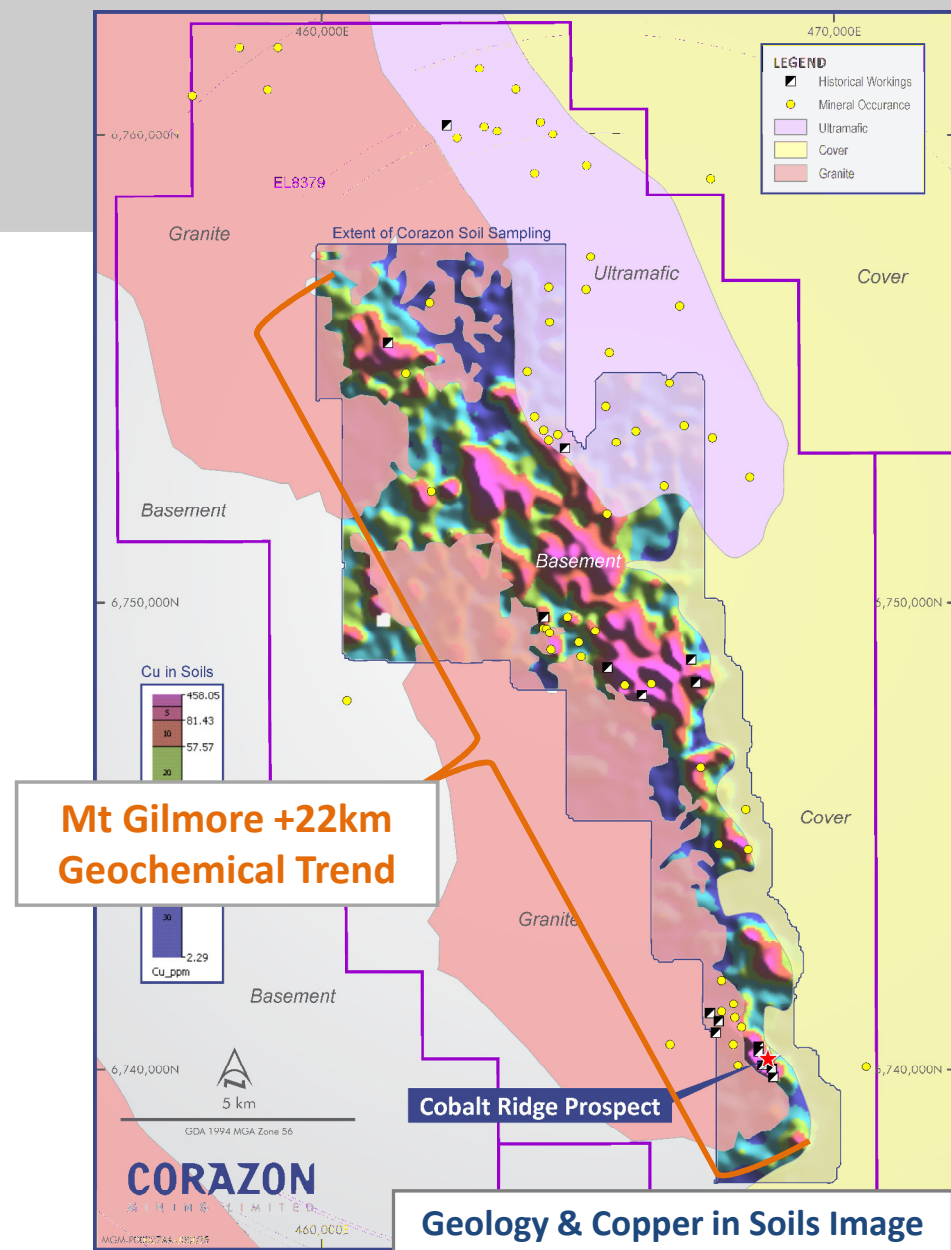 460,000E
470,000E
LEGEND
Historical Workings
Mineral Occurance
Ultramafic
Cover
Granite
6,760,000N
EL8379
Granite
Extent of Corazon Soil Sampling
Ultramafic
Cover
Basement
Basement
6,750,000N
6,750,000N
Cu in Soils
458.05
5
81.43
10
57.57
20
Mt Gilmore +22km
Geochemical Trend
Cover
30
2.29
Cu_ppm
Granite
Basement
6,740,000N
6,740,000N
5 km
Cobalt Ridge Prospect
GDA 1994 MGA Zone 56
CORAZON
MINING LIMITED
460,000E
Geology & Copper in Soils Image